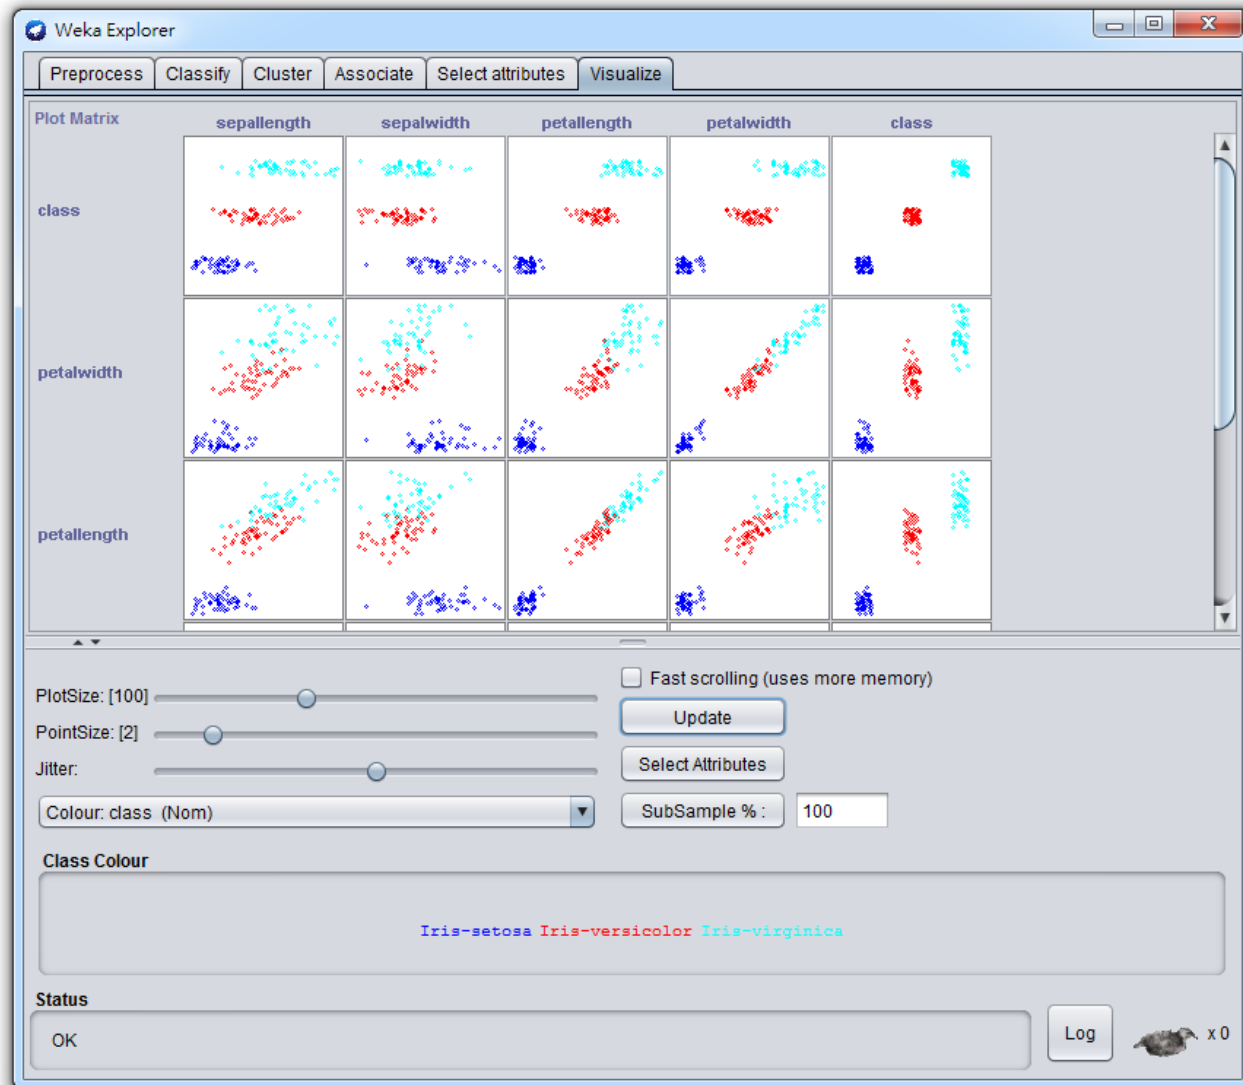 Weka Explorer
Preprocess Classify Cluster Associate Select attributes Visualize
Plot Matrix sepallength sepalwidth petallength petalwidth class
class
petalwidth
petallength
PlotSize: [100]
Fast scrolling (uses more memory)
PointSize: [2]
Update
Jitter:
Select Attributes
Colour: class (Nom)
SubSample % : 100
Class Colour
Iris-setosa Iris-versicolor Iris-virginica
Status
OK
Log x 0